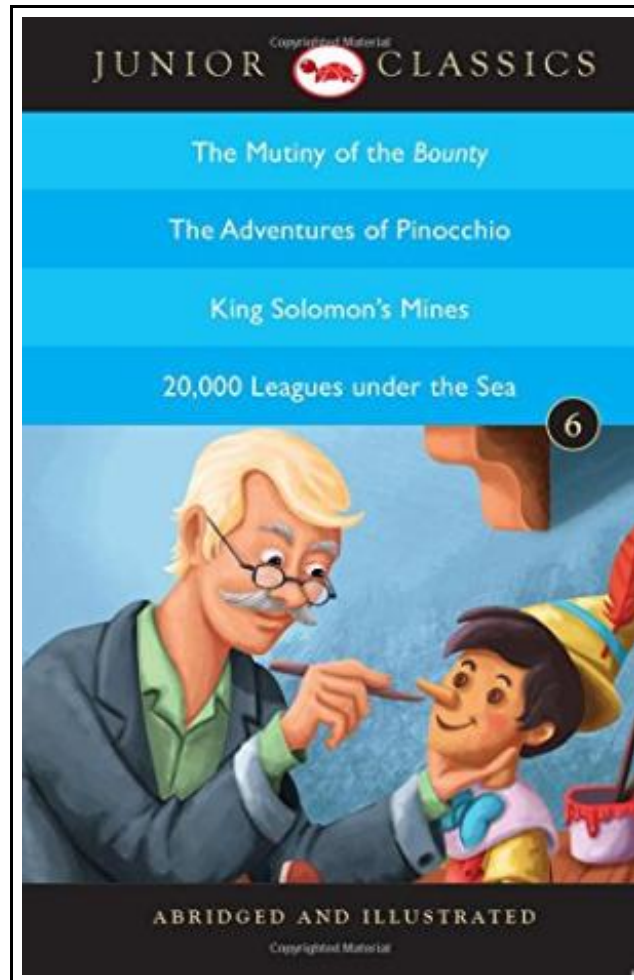 Copyrighted Material
JUNIOR CLASSICS
The Mutiny of the Bounty
The Adventures of Pinocchio
King Solomon's Mines
20,000 Leagues under the Sea
6
ABRIDGED AND ILLUSTRATED
Copyrighted Material